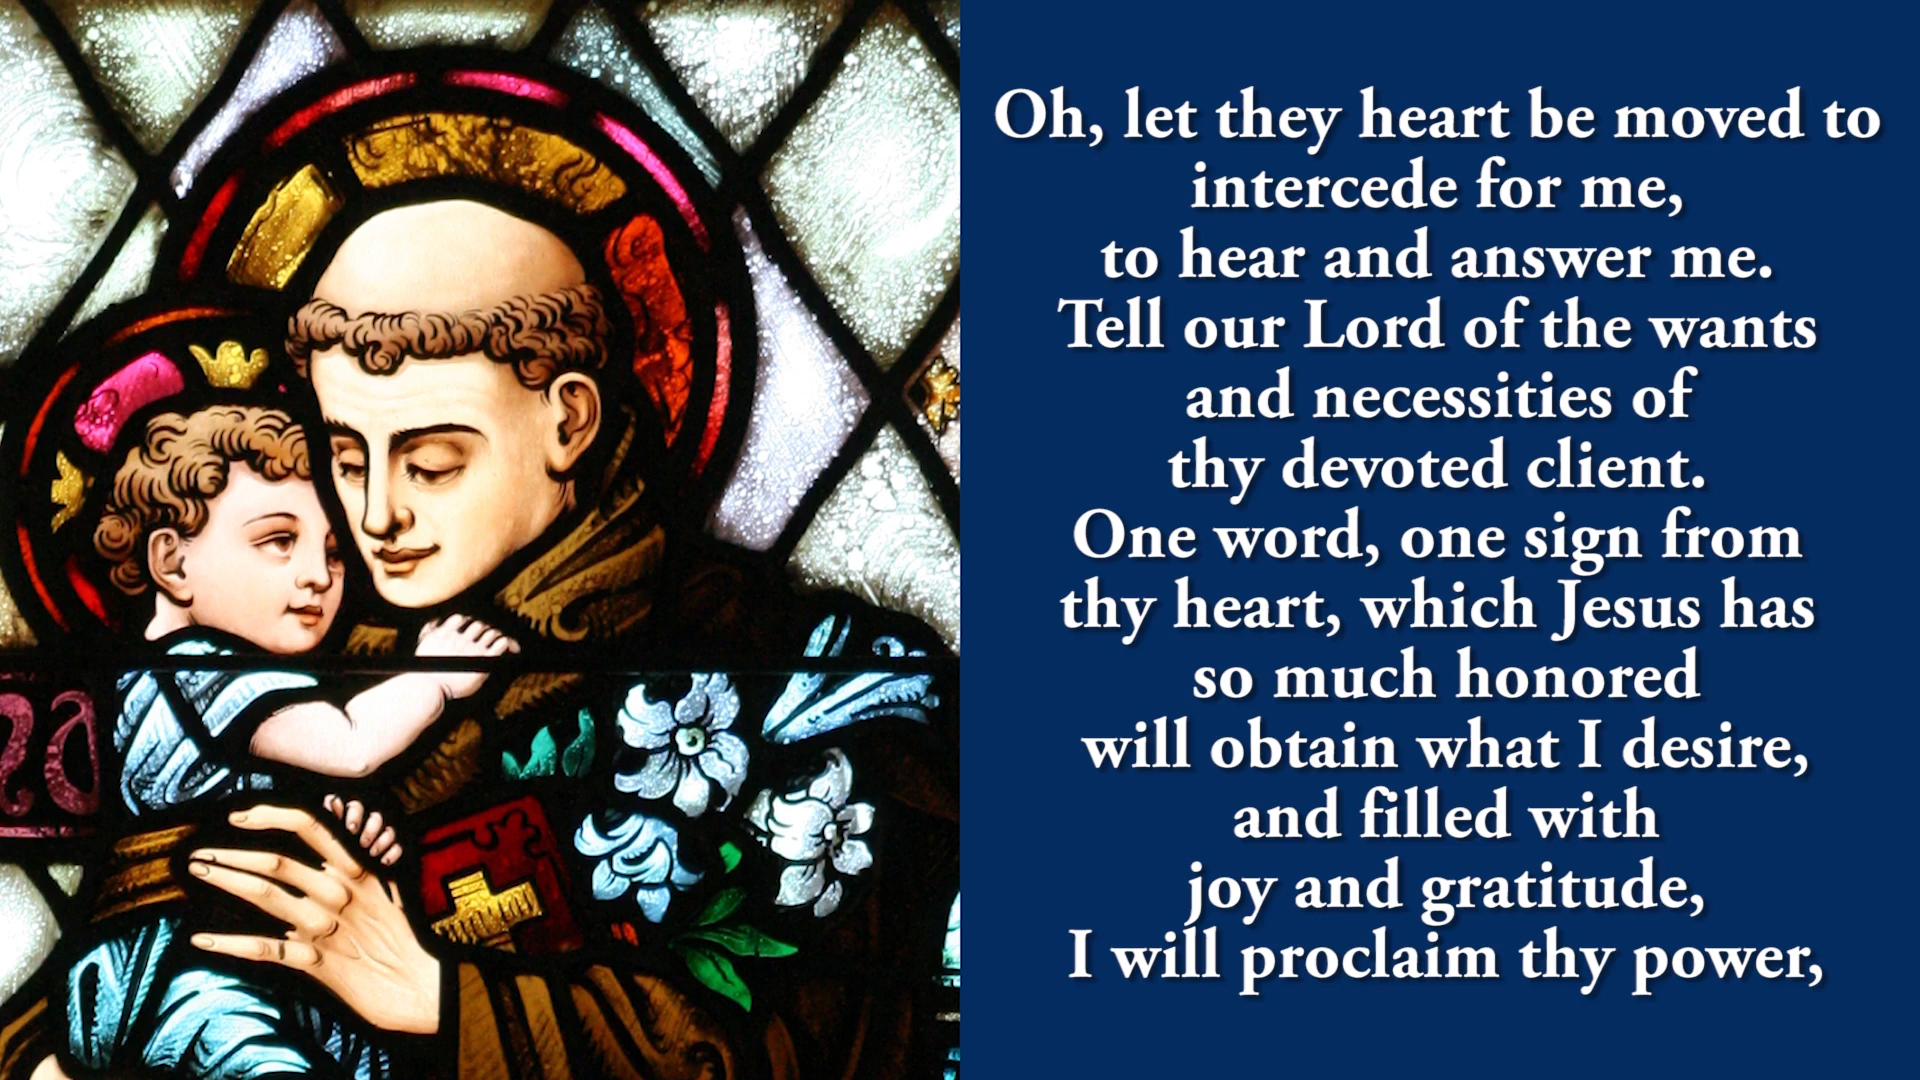 Oh, let they heart be moved to
intercede for me,
to hear and answer me.
Tell our Lord of the wants
and necessities of
thy devoted client.
One word, one sign from
thy heart, which Jesus has
so much honored
will obtain what I desire,
and filled with
joy and gratitude,
I will proclaim thy power,